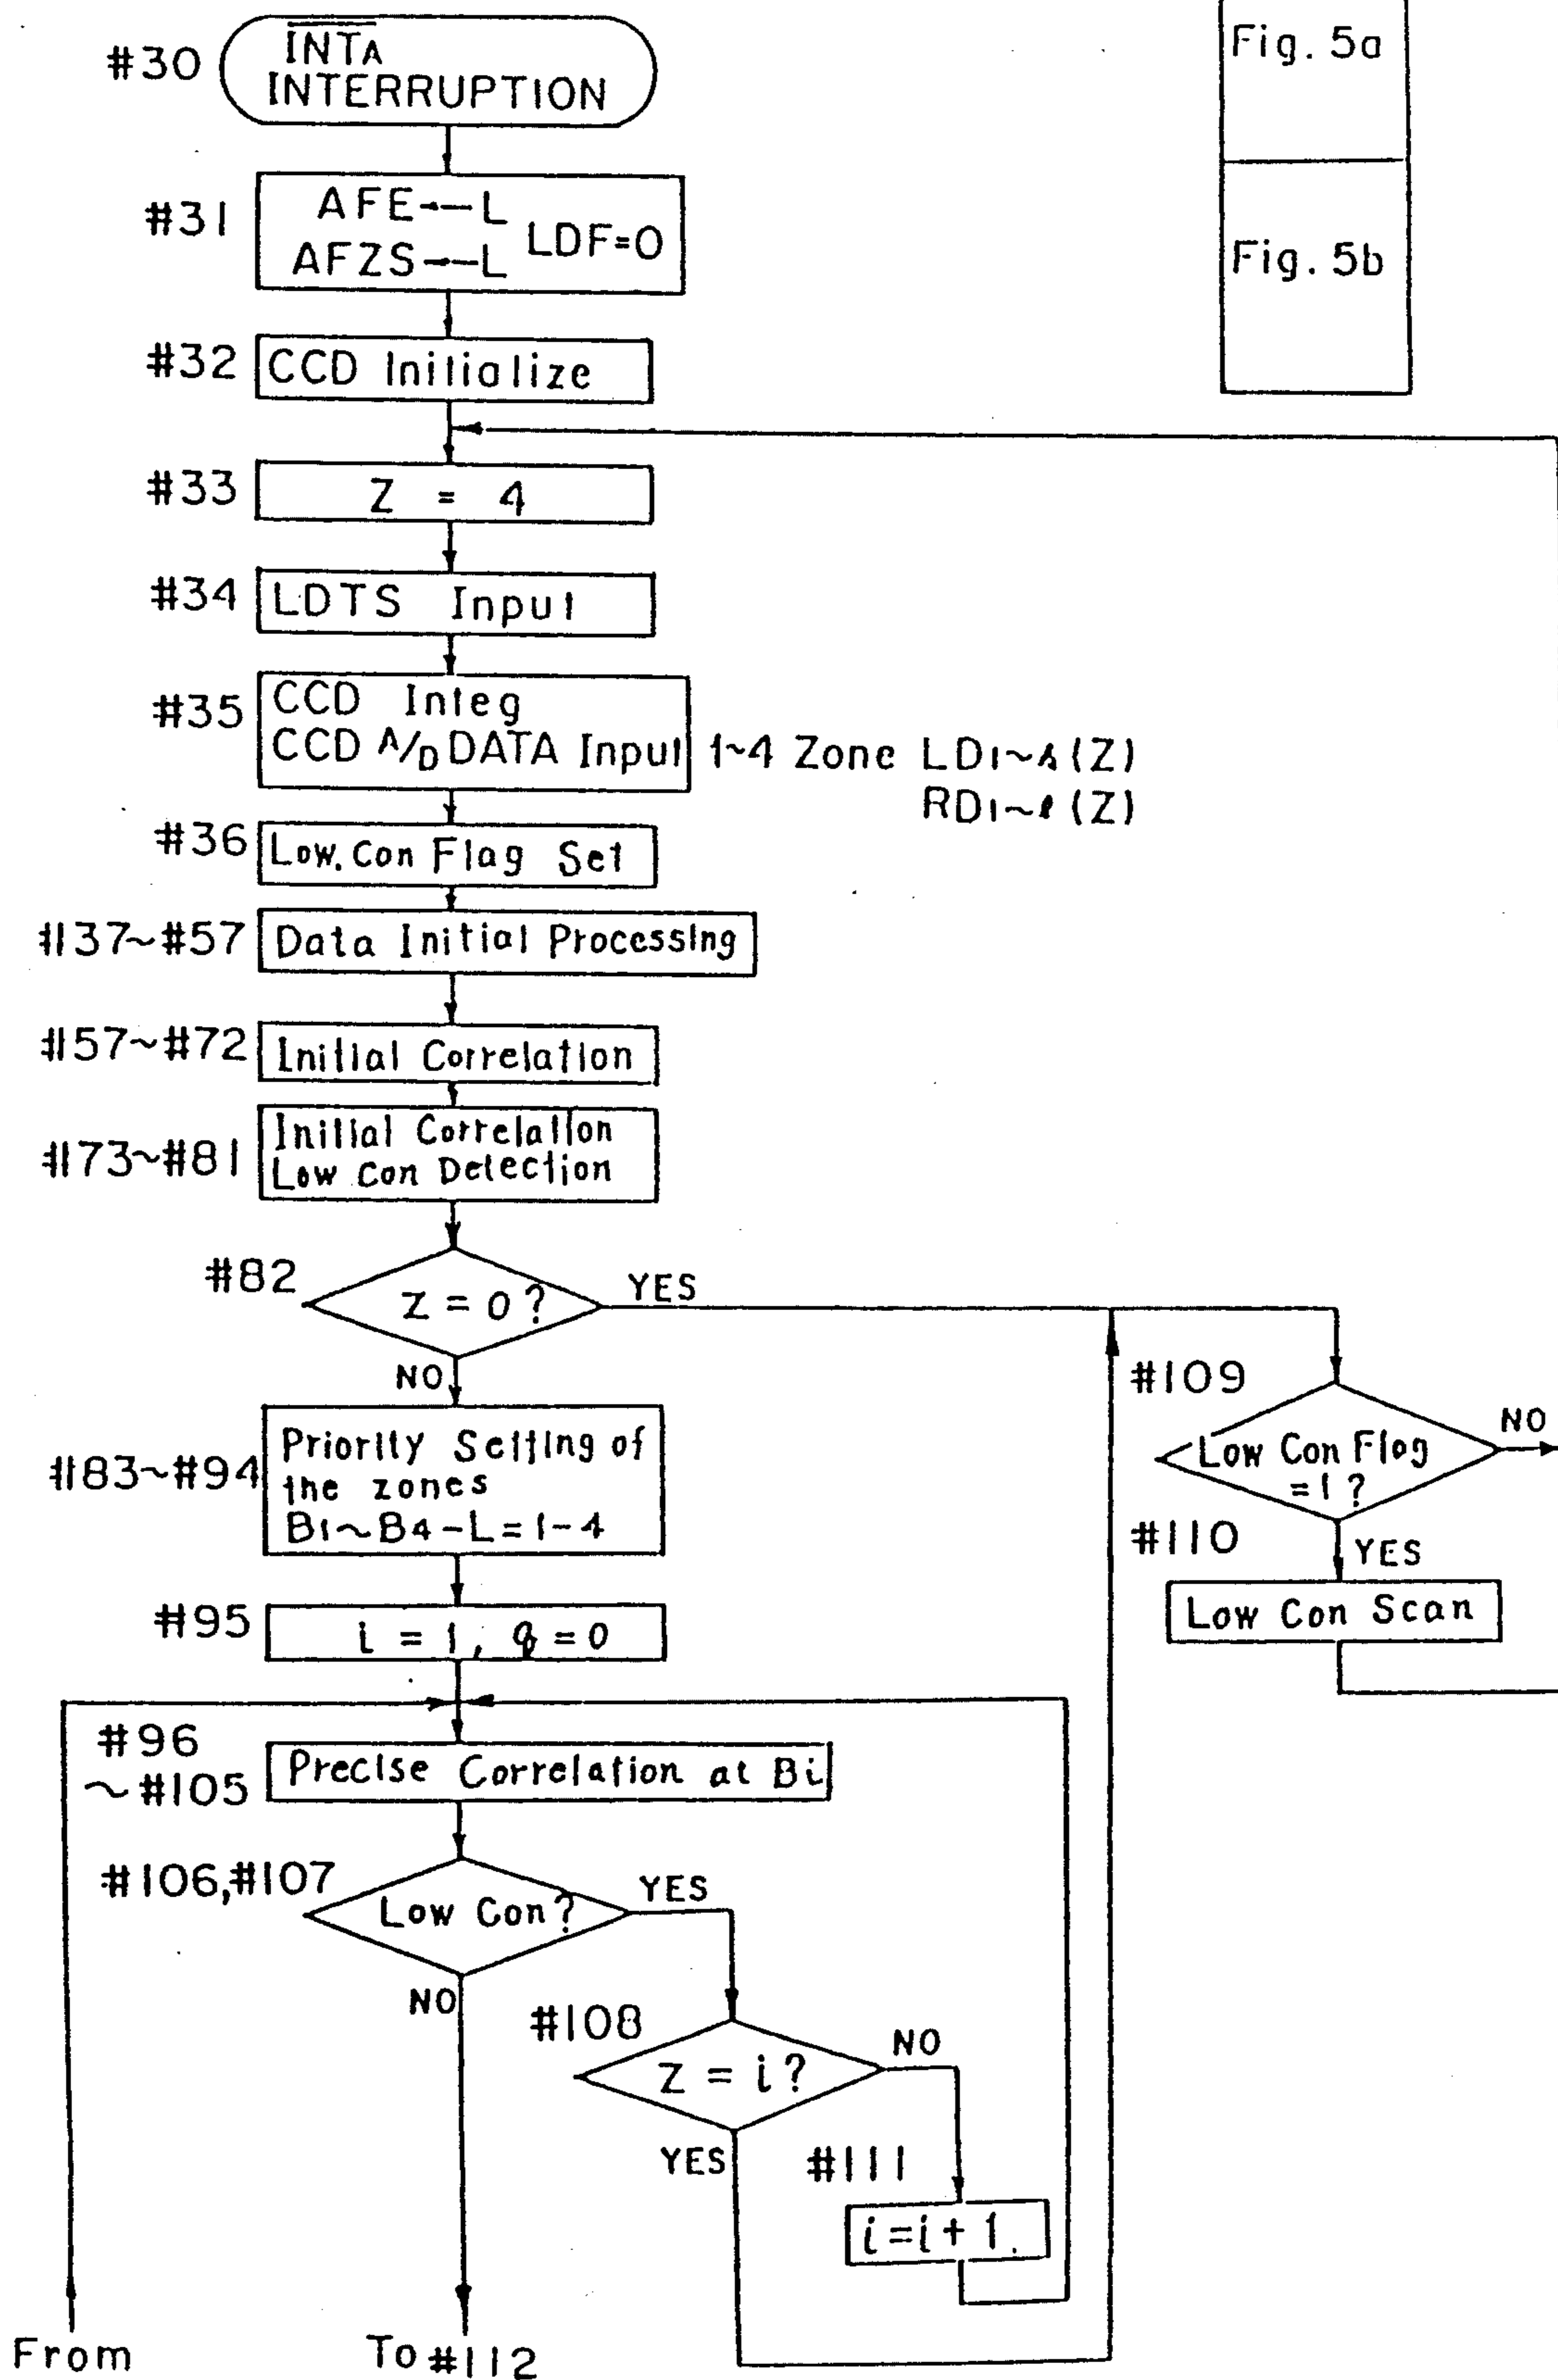 Fig. 5a
Fig. 5b
#30
INTA
INTERRUPTION
#31
AFE←L
AFZS←L
LDF=0
#32
CCD Initialize
#33
Z = 4
#34
LDTS Input
#35
CCD Integ
CCD A/D DATA Input
1~4 Zone LD1~s (Z)
RD1~l (Z)
#36
Low.Con Flag Set
#37~#57
Data Initial Processing
#57~#72
Initial Correlation
#73~#81
Initial Correlation
Low Con Detection
#82
Z = 0 ?
YES
NO
#83~#94
Priority Setting of
the zones
B1~B4-L=1-4
#95
i = 1, q = 0
#96
~#105
Precise Correlation at Bi
#106,#107
Low Con?
YES
NO
#108
Z = i ?
NO
YES
#111
i = i + 1.
#109
Low Con Flag
=1 ?
NO
#110
YES
Low Con Scan
From
To #112